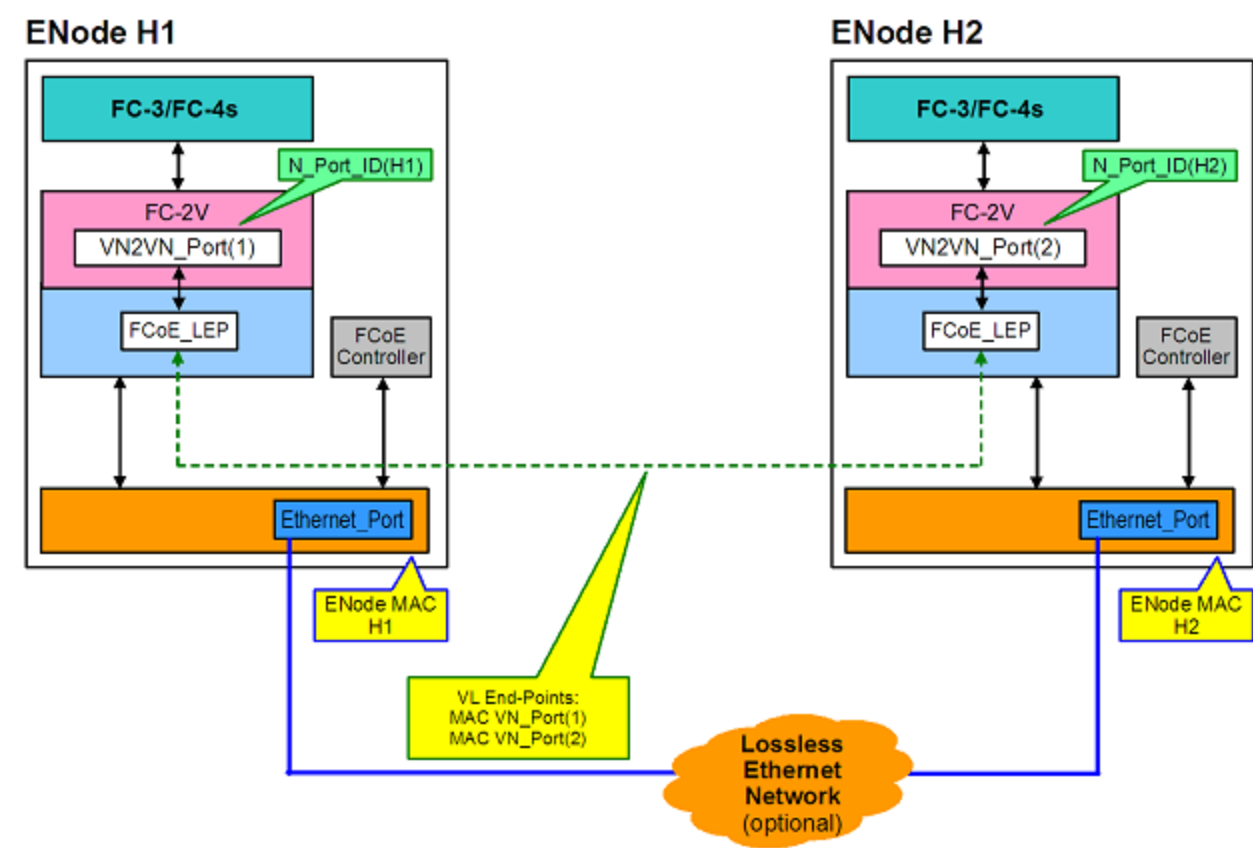 ENode H1
ENode H2
FC-3/FC-4s
FC-3/FC-4s
N_Port_ID(H1)
N_Port_ID(H2)
FC-2V
FC-2V
VN2VN_Port(1)
VN2VN_Port(2)
FCoE_LEP
FCoE
Controller
FCoE_LEP
FCoE
Controller
Ethernet_Port
Ethernet_Port
ENode MAC
H1
ENode MAC
H2
VL End-Points:
MAC VN_Port(1)
MAC VN_Port(2)
Lossless
Ethernet
Network
(optional)